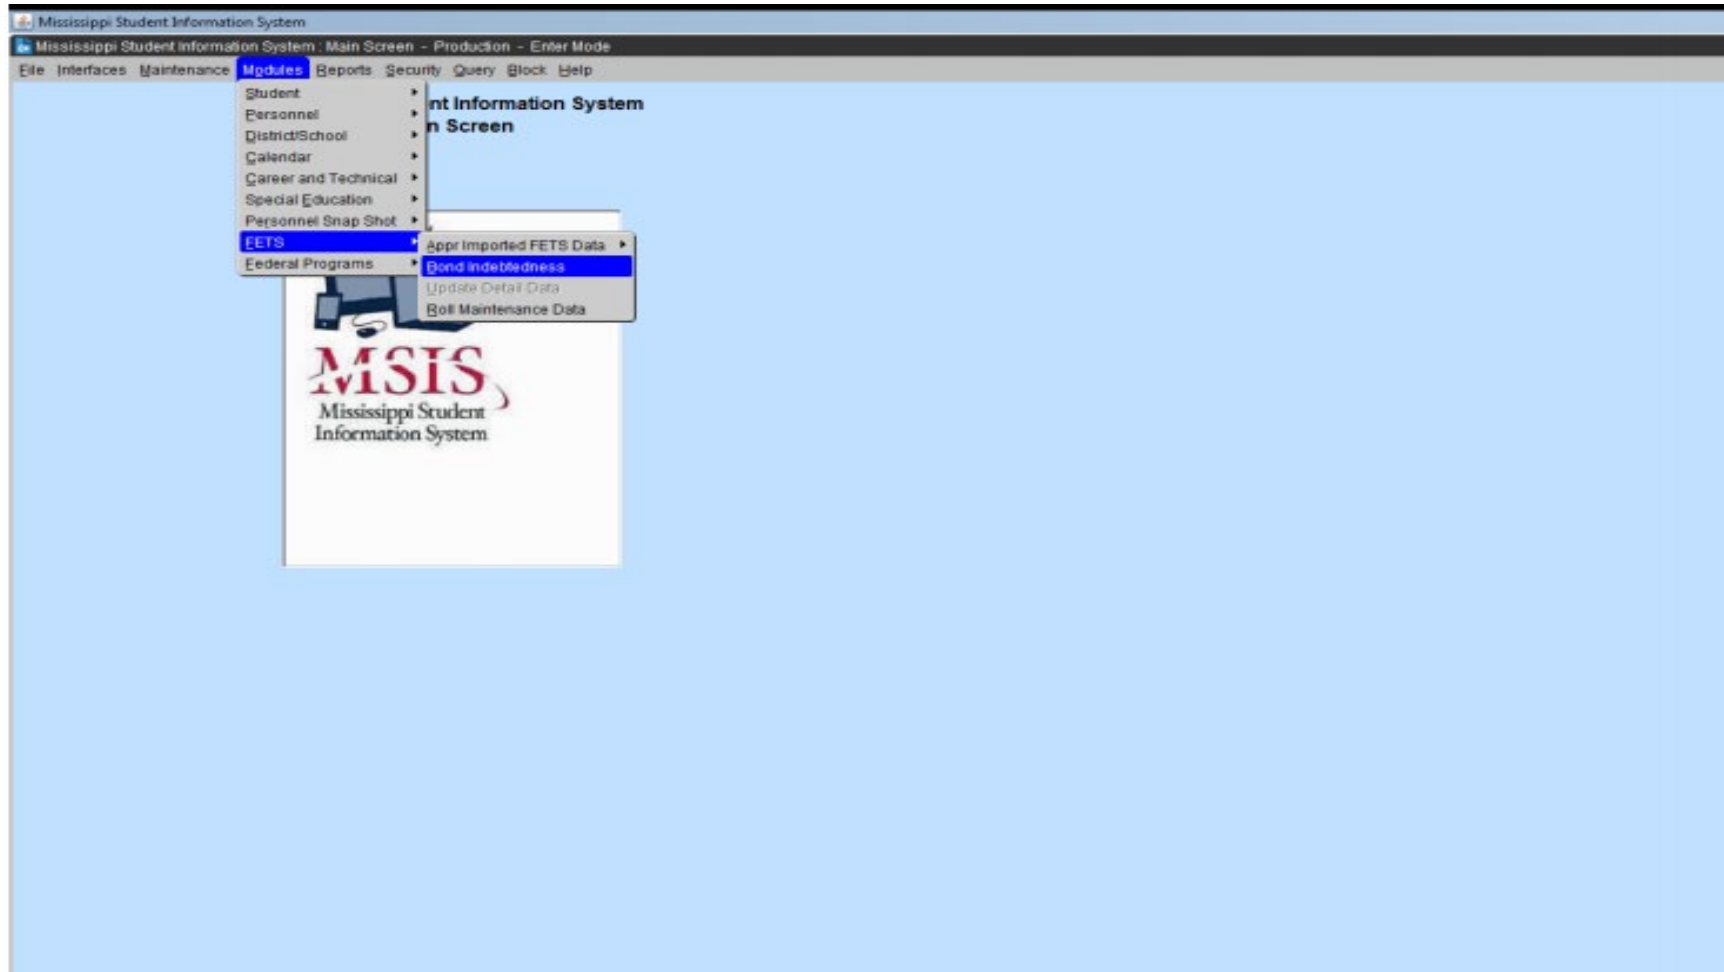 Mississippi Student Information System
Mississippi Student Information System : Main Screen - Production - Enter Mode
File Interfaces Maintenance Modules Reports Security Query Block Help
nt Information System
n Screen
Student
Personnel
District/School
Calendar
Career and Technical
Special Education
Personnel Snap Shot
FETS
Federal Programs
Appr Imported FETS Data
Bond Indebtedness
Update Detail Data
Roll Maintenance Data
MSIS
Mississippi Student
Information System